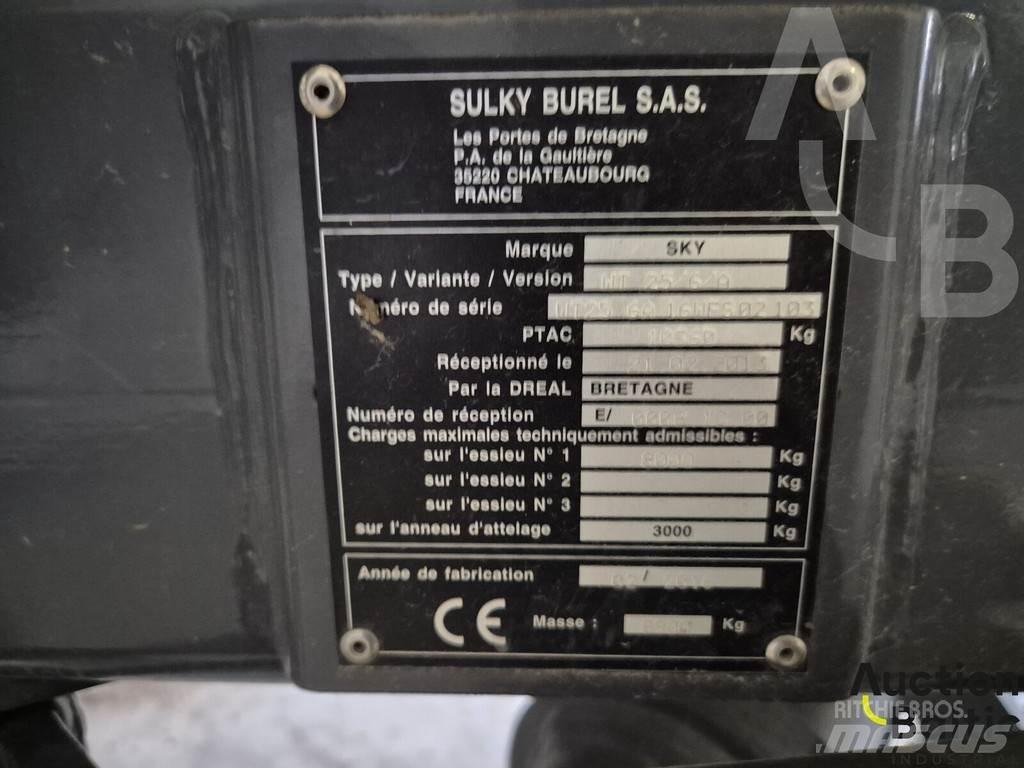 SULKY BUREL S.A.S.
Les Portes de Bretagne
P.A. de la Gaultière
35220 CHATEAUBOURG
FRANCE
Marque SKY
Type / Variante / Version
Numéro de série
PTAC Kg
Réceptionné le
Par la DREAL BRETAGNE
Numéro de réception E/
Charges maximales techniquement admissibles :
sur l'essieu N° 1 8000 Kg
sur l'essieu N° 2 Kg
sur l'essieu N° 3 Kg
sur l'anneau d'attelage 3000 Kg
Année de fabrication /
CE Masse : Kg
A
B
Auction
RITCHIE BROS.
B
MASCUS
INDUSTRIAL